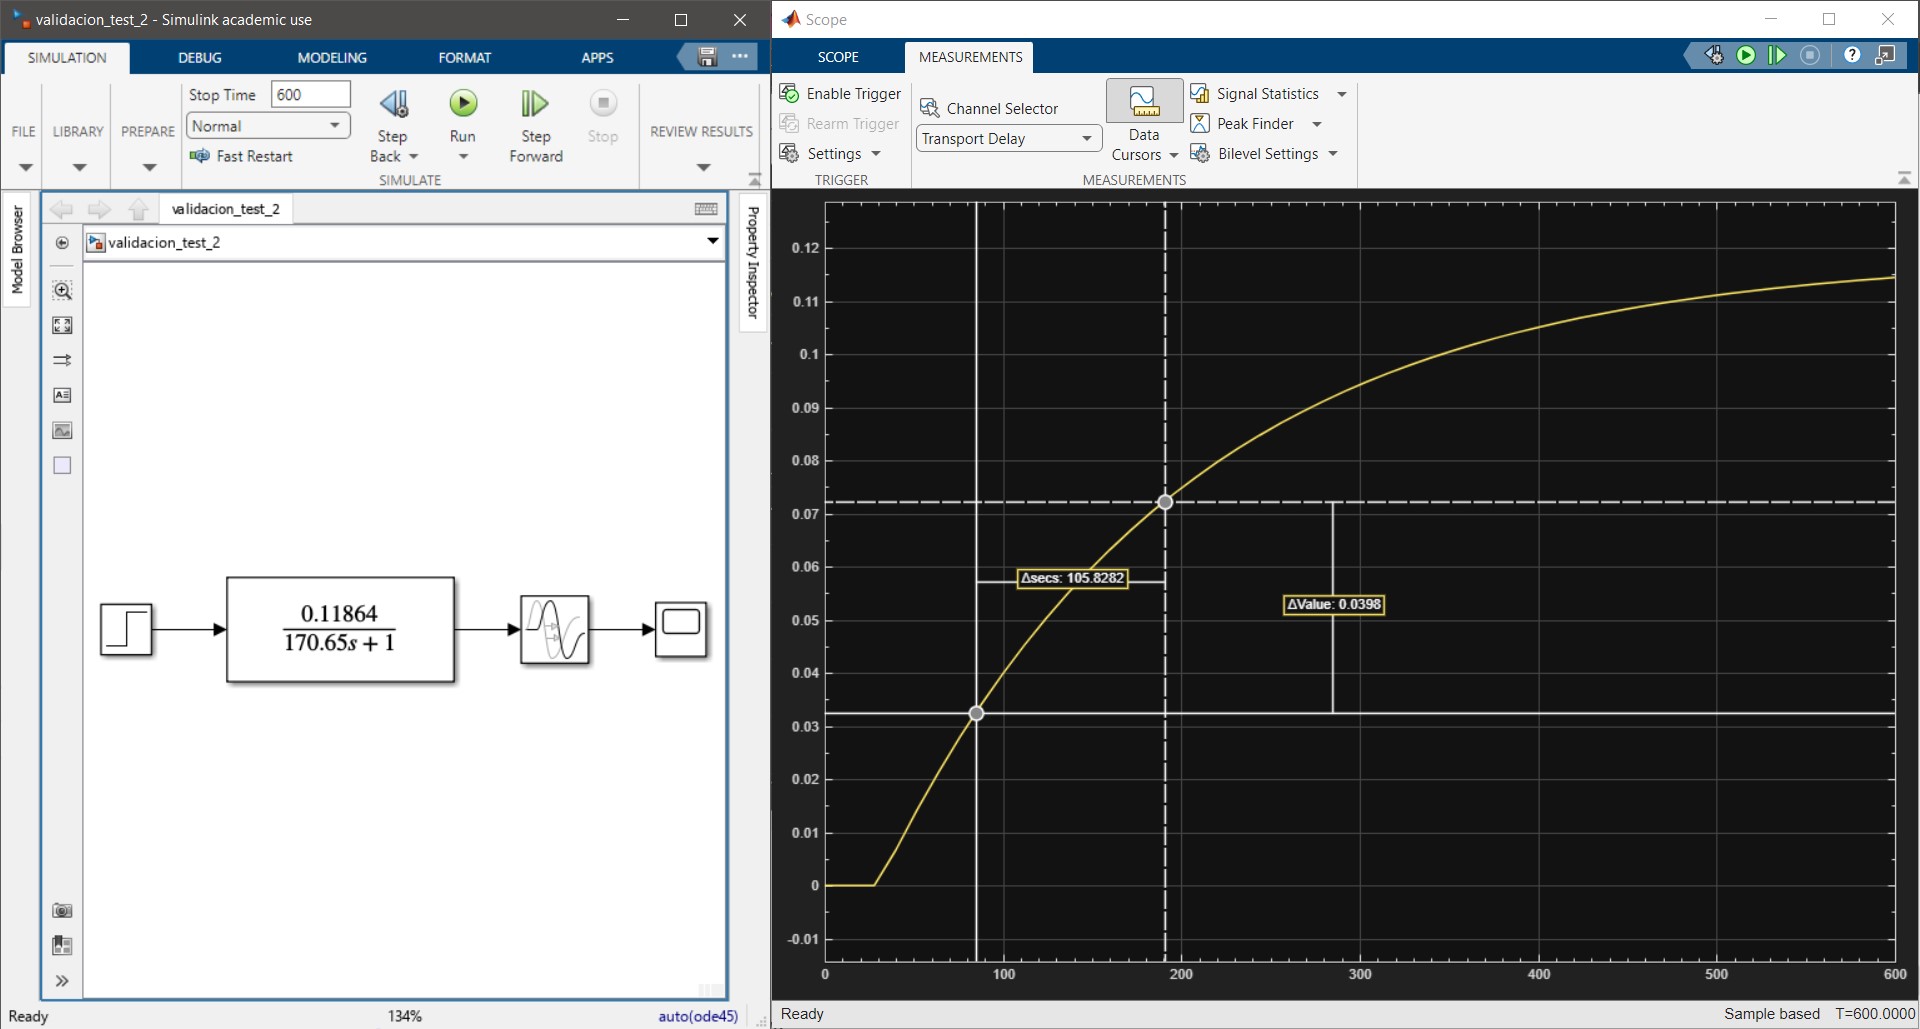 validacion_test_2 - Simulink academic use
SIMULATION DEBUG MODELING FORMAT APPS
Stop Time 600
Normal
Fast Restart
FILE LIBRARY PREPARE
Step Back
Run
Step Forward
Stop
REVIEW RESULTS
SIMULATE
Model Browser
validacion_test_2
validacion_test_2
Property Inspector
0.11864
170.65s + 1
Ready 134% auto(ode45)
Scope
SCOPE MEASUREMENTS
Enable Trigger
Rearm Trigger
Settings
TRIGGER
Channel Selector
Transport Delay
Data
Cursors
Signal Statistics
Peak Finder
Bilevel Settings
MEASUREMENTS
0.12
0.11
0.1
0.09
0.08
0.07
0.06
0.05
0.04
0.03
0.02
0.01
0
-0.01
Δsecs: 105.8282
ΔValue: 0.0398
0 100 200 300 400 500 600
Ready Sample based T=600.0000